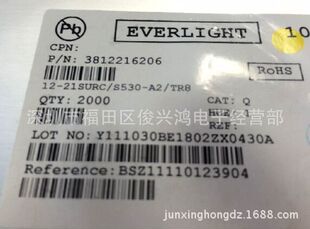 Pb
EVERLIGHT
10
CPN:
P/N: 3812216206
RoHS
12-21SURC/S530-A2/TR8
QTY: 2000
CAT: Q
深圳市福田区俊兴鸿电子经营部
LOT NO: Y111030BE1802ZX0430A
Reference: BSZ11110123904
junxinghongdz.1688.com